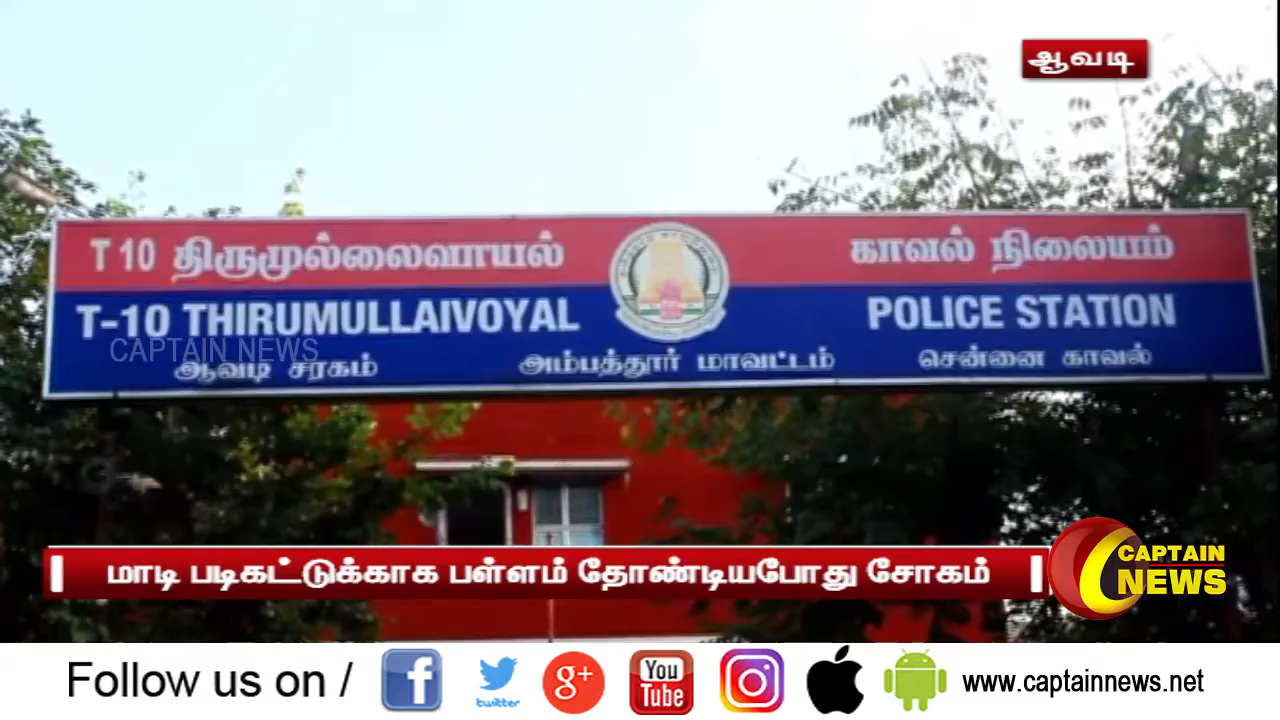 ஆவடி
T 10 திருமுல்லைவாயல் காவல் நிலையம்
T-10 THIRUMULLAIVOYAL POLICE STATION
CAPTAIN NEWS
ஆவடி சரகம் அம்பத்தூர் மாவட்டம் சென்னை காவல்
மாடி படிகட்டுக்காக பள்ளம் தோண்டியபோது சோகம்
CAPTAIN
NEWS
Follow us on / f twitter g+ You Tube www.captainnews.net